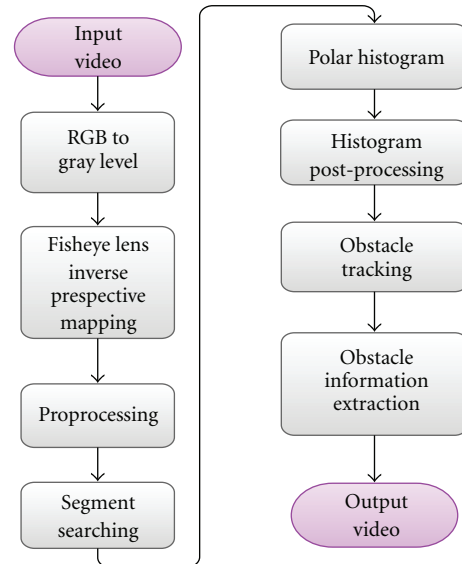 Input
video
RGB to
gray level
Fisheye lens
inverse
prespective
mapping
Proprocessing
Segment
searching
Polar histogram
Histogram
post-processing
Obstacle
tracking
Obstacle
information
extraction
Output
video